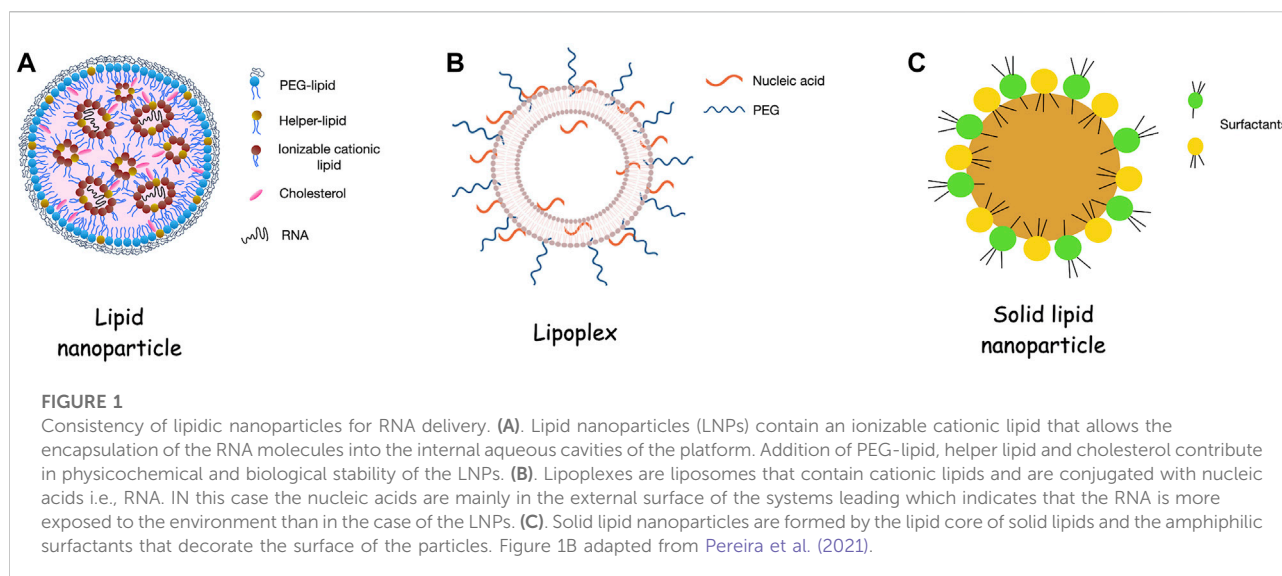 A
PEG-lipid
Helper-lipid
Ionizable cationic
lipid
Cholesterol
RNA
Lipid
nanoparticle
B
Nucleic acid
PEG
Lipoplex
C
Surfactants
Solid lipid
nanoparticle
FIGURE 1
Consistency of lipidic nanoparticles for RNA delivery. (A). Lipid nanoparticles (LNPs) contain an ionizable cationic lipid that allows the
encapsulation of the RNA molecules into the internal aqueous cavities of the platform. Addition of PEG-lipid, helper lipid and cholesterol contribute
in physicochemical and biological stability of the LNPs. (B). Lipoplexes are liposomes that contain cationic lipids and are conjugated with nucleic
acids i.e., RNA. IN this case the nucleic acids are mainly in the external surface of the systems leading which indicates that the RNA is more
exposed to the environment than in the case of the LNPs. (C). Solid lipid nanoparticles are formed by the lipid core of solid lipids and the amphiphilic
surfactants that decorate the surface of the particles. Figure 1B adapted from Pereira et al. (2021).